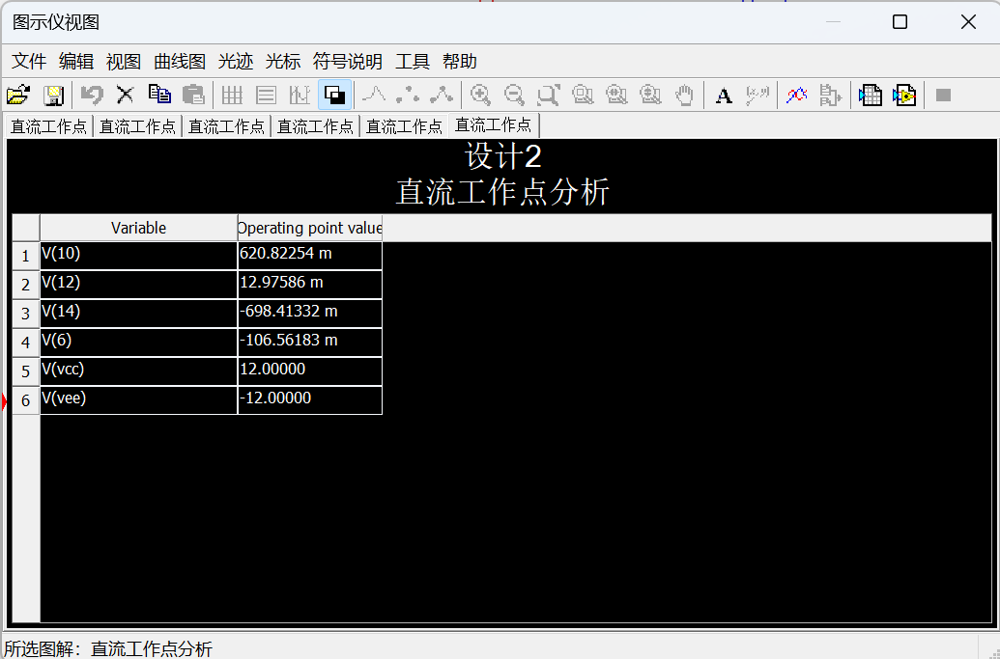 图示仪视图
文件 编辑 视图 曲线图 光迹 光标 符号说明 工具 帮助
A
直流工作点 直流工作点 直流工作点 直流工作点 直流工作点 直流工作点
设计2
直流工作点分析
Variable Operating point value
1 V(10) 620.82254 m
2 V(12) 12.97586 m
3 V(14) -698.41332 m
4 V(6) -106.56183 m
5 V(vcc) 12.00000
6 V(vee) -12.00000
所选图解：直流工作点分析